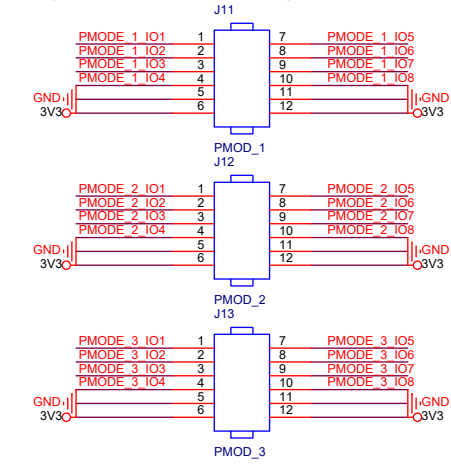 J11
PMODE_1_IO1 1 7 PMODE_1_IO5
PMODE_1_IO2 2 8 PMODE_1_IO6
PMODE_1_IO3 3 9 PMODE_1_IO7
PMODE_1_IO4 4 10 PMODE_1_IO8
GND 5 11 GND
3V3 6 12 3V3
PMOD_1
J12
PMODE_2_IO1 1 7 PMODE_2_IO5
PMODE_2_IO2 2 8 PMODE_2_IO6
PMODE_2_IO3 3 9 PMODE_2_IO7
PMODE_2_IO4 4 10 PMODE_2_IO8
GND 5 11 GND
3V3 6 12 3V3
PMOD_2
J13
PMODE_3_IO1 1 7 PMODE_3_IO5
PMODE_3_IO2 2 8 PMODE_3_IO6
PMODE_3_IO3 3 9 PMODE_3_IO7
PMODE_3_IO4 4 10 PMODE_3_IO8
GND 5 11 GND
3V3 6 12 3V3
PMOD_3